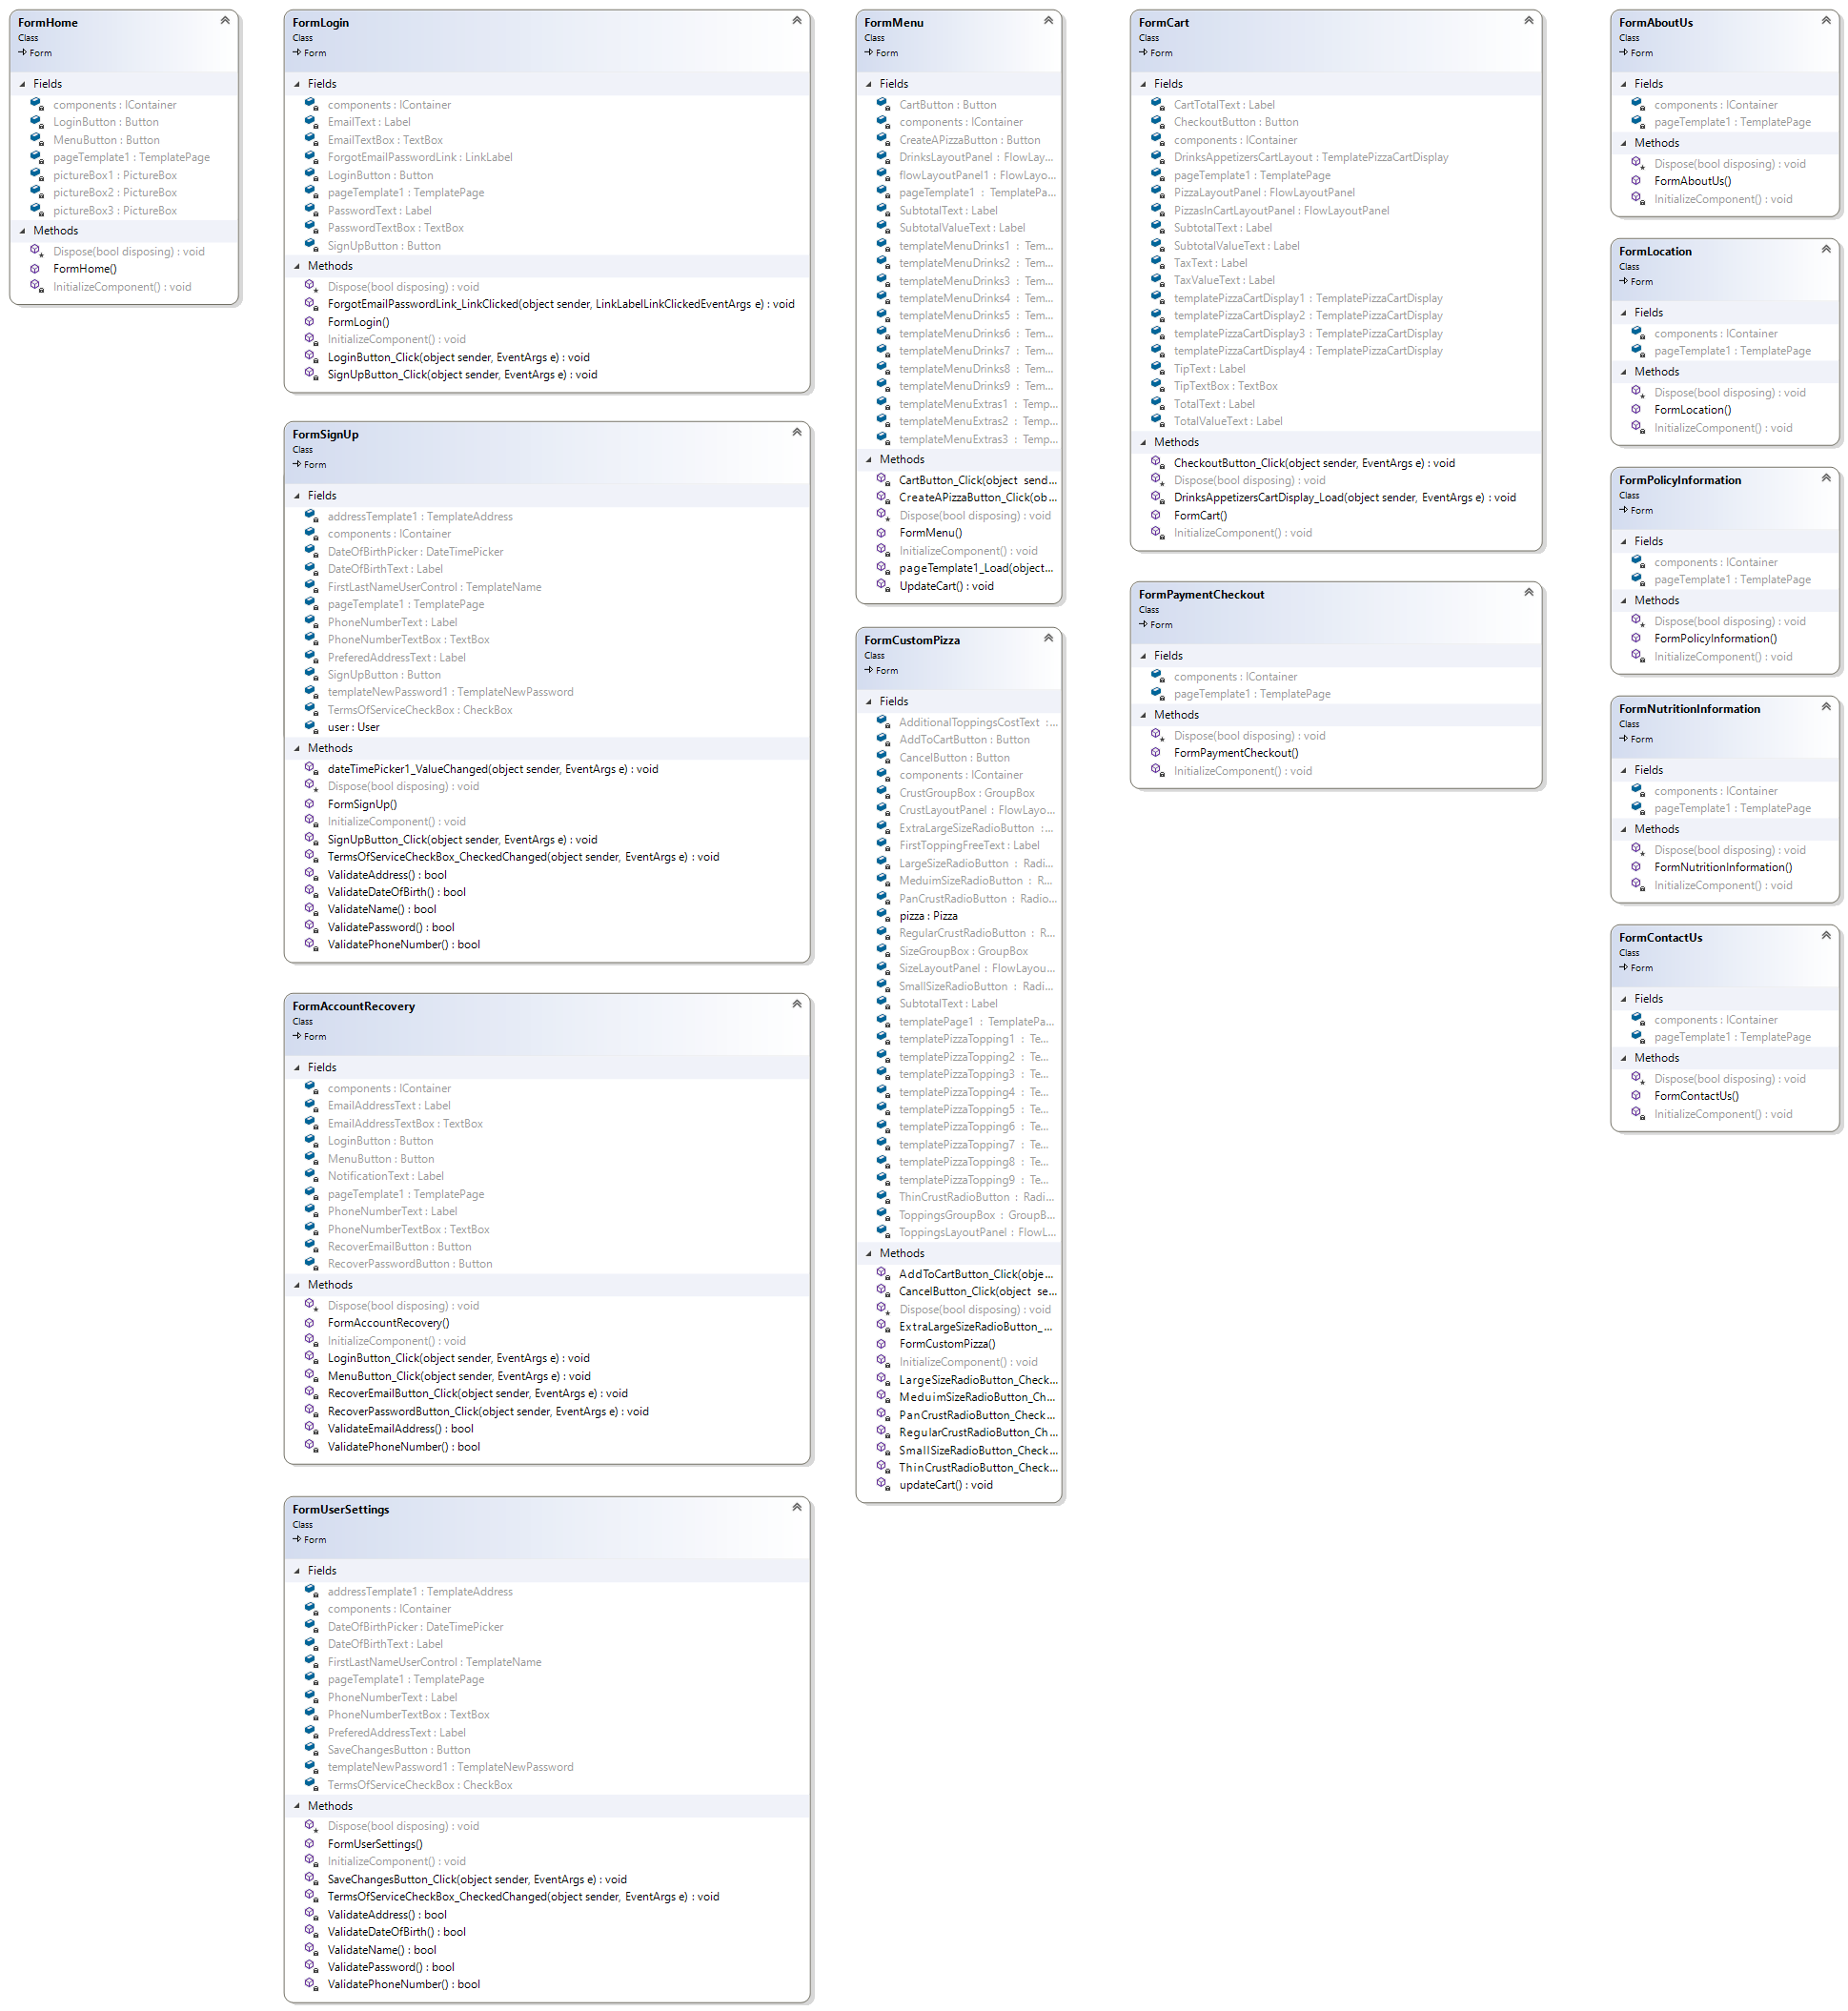 FormHome
Class
Form
Fields
components : IContainer
LoginButton : Button
MenuButton : Button
pageTemplate1 : TemplatePage
pictureBox1 : PictureBox
pictureBox2 : PictureBox
pictureBox3 : PictureBox
Methods
Dispose(bool disposing) : void
FormHome()
InitializeComponent() : void
FormLogin
Class
Form
Fields
components : IContainer
EmailText : Label
EmailTextBox : TextBox
ForgotEmailPasswordLink : LinkLabel
LoginButton : Button
pageTemplate1 : TemplatePage
PasswordText : Label
PasswordTextBox : TextBox
SignUpButton : Button
Methods
Dispose(bool disposing) : void
ForgotEmailPasswordLink_LinkClicked(object sender, LinkLabelLinkClickedEventArgs e) : void
FormLogin()
InitializeComponent() : void
LoginButton_Click(object sender, EventArgs e) : void
SignUpButton_Click(object sender, EventArgs e) : void
FormSignUp
Class
Form
Fields
addressTemplate1 : TemplateAddress
components : IContainer
DateOfBirthPicker : DateTimePicker
DateOfBirthText : Label
FirstLastNameUserControl : TemplateName
pageTemplate1 : TemplatePage
PhoneNumberText : Label
PhoneNumberTextBox : TextBox
PreferedAddressText : Label
SignUpButton : Button
templateNewPassword1 : TemplateNewPassword
TermsOfServiceCheckBox : CheckBox
user : User
Methods
dateTimePicker1_ValueChanged(object sender, EventArgs e) : void
Dispose(bool disposing) : void
FormSignUp()
InitializeComponent() : void
SignUpButton_Click(object sender, EventArgs e) : void
TermsOfServiceCheckBox_CheckedChanged(object sender, EventArgs e) : void
ValidateAddress() : bool
ValidateDateOfBirth() : bool
ValidateName() : bool
ValidatePassword() : bool
ValidatePhoneNumber() : bool
FormAccountRecovery
Class
Form
Fields
components : IContainer
EmailAddressText : Label
EmailAddressTextBox : TextBox
LoginButton : Button
MenuButton : Button
NotificationText : Label
pageTemplate1 : TemplatePage
PhoneNumberText : Label
PhoneNumberTextBox : TextBox
RecoverEmailButton : Button
RecoverPasswordButton : Button
Methods
Dispose(bool disposing) : void
FormAccountRecovery()
InitializeComponent() : void
LoginButton_Click(object sender, EventArgs e) : void
MenuButton_Click(object sender, EventArgs e) : void
RecoverEmailButton_Click(object sender, EventArgs e) : void
RecoverPasswordButton_Click(object sender, EventArgs e) : void
ValidateEmailAddress() : bool
ValidatePhoneNumber() : bool
FormUserSettings
Class
Form
Fields
addressTemplate1 : TemplateAddress
components : IContainer
DateOfBirthPicker : DateTimePicker
DateOfBirthText : Label
FirstLastNameUserControl : TemplateName
pageTemplate1 : TemplatePage
PhoneNumberText : Label
PhoneNumberTextBox : TextBox
PreferedAddressText : Label
SaveChangesButton : Button
templateNewPassword1 : TemplateNewPassword
TermsOfServiceCheckBox : CheckBox
Methods
Dispose(bool disposing) : void
FormUserSettings()
InitializeComponent() : void
SaveChangesButton_Click(object sender, EventArgs e) : void
TermsOfServiceCheckBox_CheckedChanged(object sender, EventArgs e) : void
ValidateAddress() : bool
ValidateDateOfBirth() : bool
ValidateName() : bool
ValidatePassword() : bool
ValidatePhoneNumber() : bool
FormMenu
Class
Form
Fields
CartButton : Button
components : IContainer
CreateAPizzaButton : Button
DrinksLayoutPanel : FlowLay...
flowLayoutPanel1 : FlowLayo...
pageTemplate1 : TemplatePa...
SubtotalText : Label
SubtotalValueText : Label
templateMenuDrinks1 : Tem...
templateMenuDrinks2 : Tem...
templateMenuDrinks3 : Tem...
templateMenuDrinks4 : Tem...
templateMenuDrinks5 : Tem...
templateMenuDrinks6 : Tem...
templateMenuDrinks7 : Tem...
templateMenuDrinks8 : Tem...
templateMenuDrinks9 : Tem...
templateMenuExtras1 : Temp...
templateMenuExtras2 : Temp...
templateMenuExtras3 : Temp...
Methods
CartButton_Click(object send...
CreateAPizzaButton_Click(ob...
Dispose(bool disposing) : void
FormMenu()
InitializeComponent() : void
pageTemplate1_Load(object...
UpdateCart() : void
FormCustomPizza
Class
Form
Fields
AdditionalToppingsCostText :...
AddToCartButton : Button
CancelButton : Button
components : IContainer
CrustGroupBox : GroupBox
CrustLayoutPanel : FlowLayo...
ExtraLargeSizeRadioButton :...
FirstToppingFreeText : Label
LargeSizeRadioButton : Radi...
MeduimSizeRadioButton : R...
PanCrustRadioButton : Radio...
pizza : Pizza
RegularCrustRadioButton : R...
SizeGroupBox : GroupBox
SizeLayoutPanel : FlowLayou...
SmallSizeRadioButton : Radi...
SubtotalText : Label
templatePage1 : TemplatePa...
templatePizzaTopping1 : Te...
templatePizzaTopping2 : Te...
templatePizzaTopping3 : Te...
templatePizzaTopping4 : Te...
templatePizzaTopping5 : Te...
templatePizzaTopping6 : Te...
templatePizzaTopping7 : Te...
templatePizzaTopping8 : Te...
templatePizzaTopping9 : Te...
ThinCrustRadioButton : Radi...
ToppingsGroupBox : GroupB...
ToppingsLayoutPanel : FlowL...
Methods
AddToCartButton_Click(obje...
CancelButton_Click(object se...
Dispose(bool disposing) : void
ExtraLargeSizeRadioButton_...
FormCustomPizza()
InitializeComponent() : void
LargeSizeRadioButton_Check...
MeduimSizeRadioButton_Ch...
PanCrustRadioButton_Check...
RegularCrustRadioButton_Ch...
SmallSizeRadioButton_Check...
ThinCrustRadioButton_Check...
updateCart() : void
FormCart
Class
Form
Fields
CartTotalText : Label
CheckoutButton : Button
components : IContainer
DrinksAppetizersCartLayout : TemplatePizzaCartDisplay
pageTemplate1 : TemplatePage
PizzaLayoutPanel : FlowLayoutPanel
PizzasInCartLayoutPanel : FlowLayoutPanel
SubtotalText : Label
SubtotalValueText : Label
TaxText : Label
TaxValueText : Label
templatePizzaCartDisplay1 : TemplatePizzaCartDisplay
templatePizzaCartDisplay2 : TemplatePizzaCartDisplay
templatePizzaCartDisplay3 : TemplatePizzaCartDisplay
templatePizzaCartDisplay4 : TemplatePizzaCartDisplay
TipText : Label
TipTextBox : TextBox
TotalText : Label
TotalValueText : Label
Methods
CheckoutButton_Click(object sender, EventArgs e) : void
Dispose(bool disposing) : void
DrinksAppetizersCartDisplay_Load(object sender, EventArgs e) : void
FormCart()
InitializeComponent() : void
FormPaymentCheckout
Class
Form
Fields
components : IContainer
pageTemplate1 : TemplatePage
Methods
Dispose(bool disposing) : void
FormPaymentCheckout()
InitializeComponent() : void
FormAboutUs
Class
Form
Fields
components : IContainer
pageTemplate1 : TemplatePage
Methods
Dispose(bool disposing) : void
FormAboutUs()
InitializeComponent() : void
FormLocation
Class
Form
Fields
components : IContainer
pageTemplate1 : TemplatePage
Methods
Dispose(bool disposing) : void
FormLocation()
InitializeComponent() : void
FormPolicyInformation
Class
Form
Fields
components : IContainer
pageTemplate1 : TemplatePage
Methods
Dispose(bool disposing) : void
FormPolicyInformation()
InitializeComponent() : void
FormNutritionInformation
Class
Form
Fields
components : IContainer
pageTemplate1 : TemplatePage
Methods
Dispose(bool disposing) : void
FormNutritionInformation()
InitializeComponent() : void
FormContactUs
Class
Form
Fields
components : IContainer
pageTemplate1 : TemplatePage
Methods
Dispose(bool disposing) : void
FormContactUs()
InitializeComponent() : void